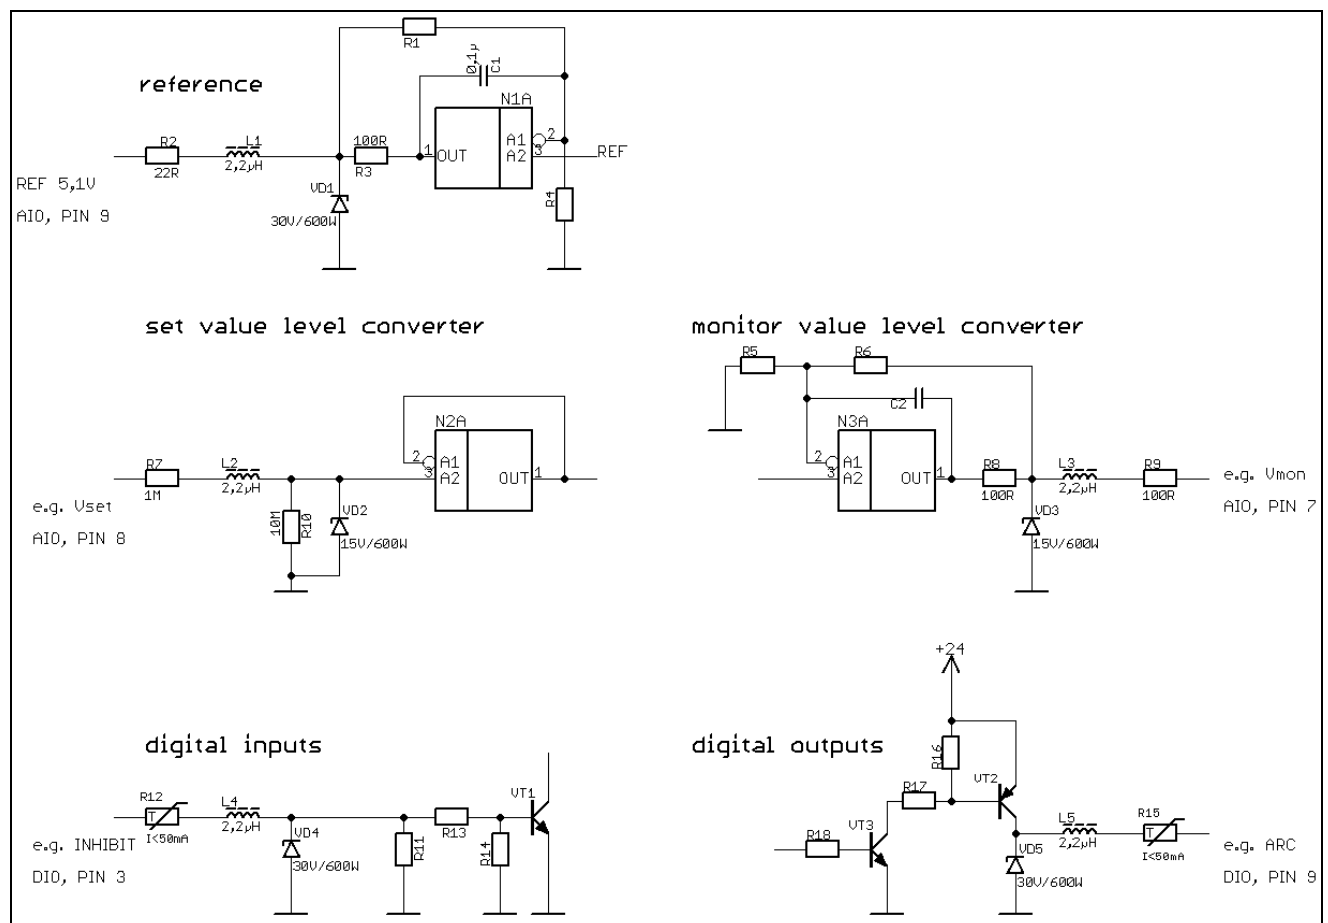 R1
0,1µ
C1
reference
N1A
R2
L1
100R
1
OUT
A1
2
A2
3
REF
22R
2,2µH
R3
REF 5,1V
VD1
R4
AIO, PIN 9
30V/600W
set value level converter
monitor value level converter
R5
R6
C2
N2A
N3A
R7
L2
2
A1
3
A2
OUT
1
2
A1
3
A2
OUT
1
R8
L3
R9
1M
2,2µH
100R
2,2µH
100R
e.g. Vset
10M
R10
VD2
VD3
e.g. Vmon
AIO, PIN 8
15V/600W
15V/600W
AIO, PIN 7
+24
digital inputs
digital outputs
R16
VT2
R12
L4
VT1
R17
T
I<50mA
2,2µH
R13
VD4
R11
R14
30V/600W
R18
VT3
L5
R15
2,2µH
T
I<50mA
VD5
30V/600W
e.g. INHIBIT
DIO, PIN 3
e.g. ARC
DIO, PIN 9